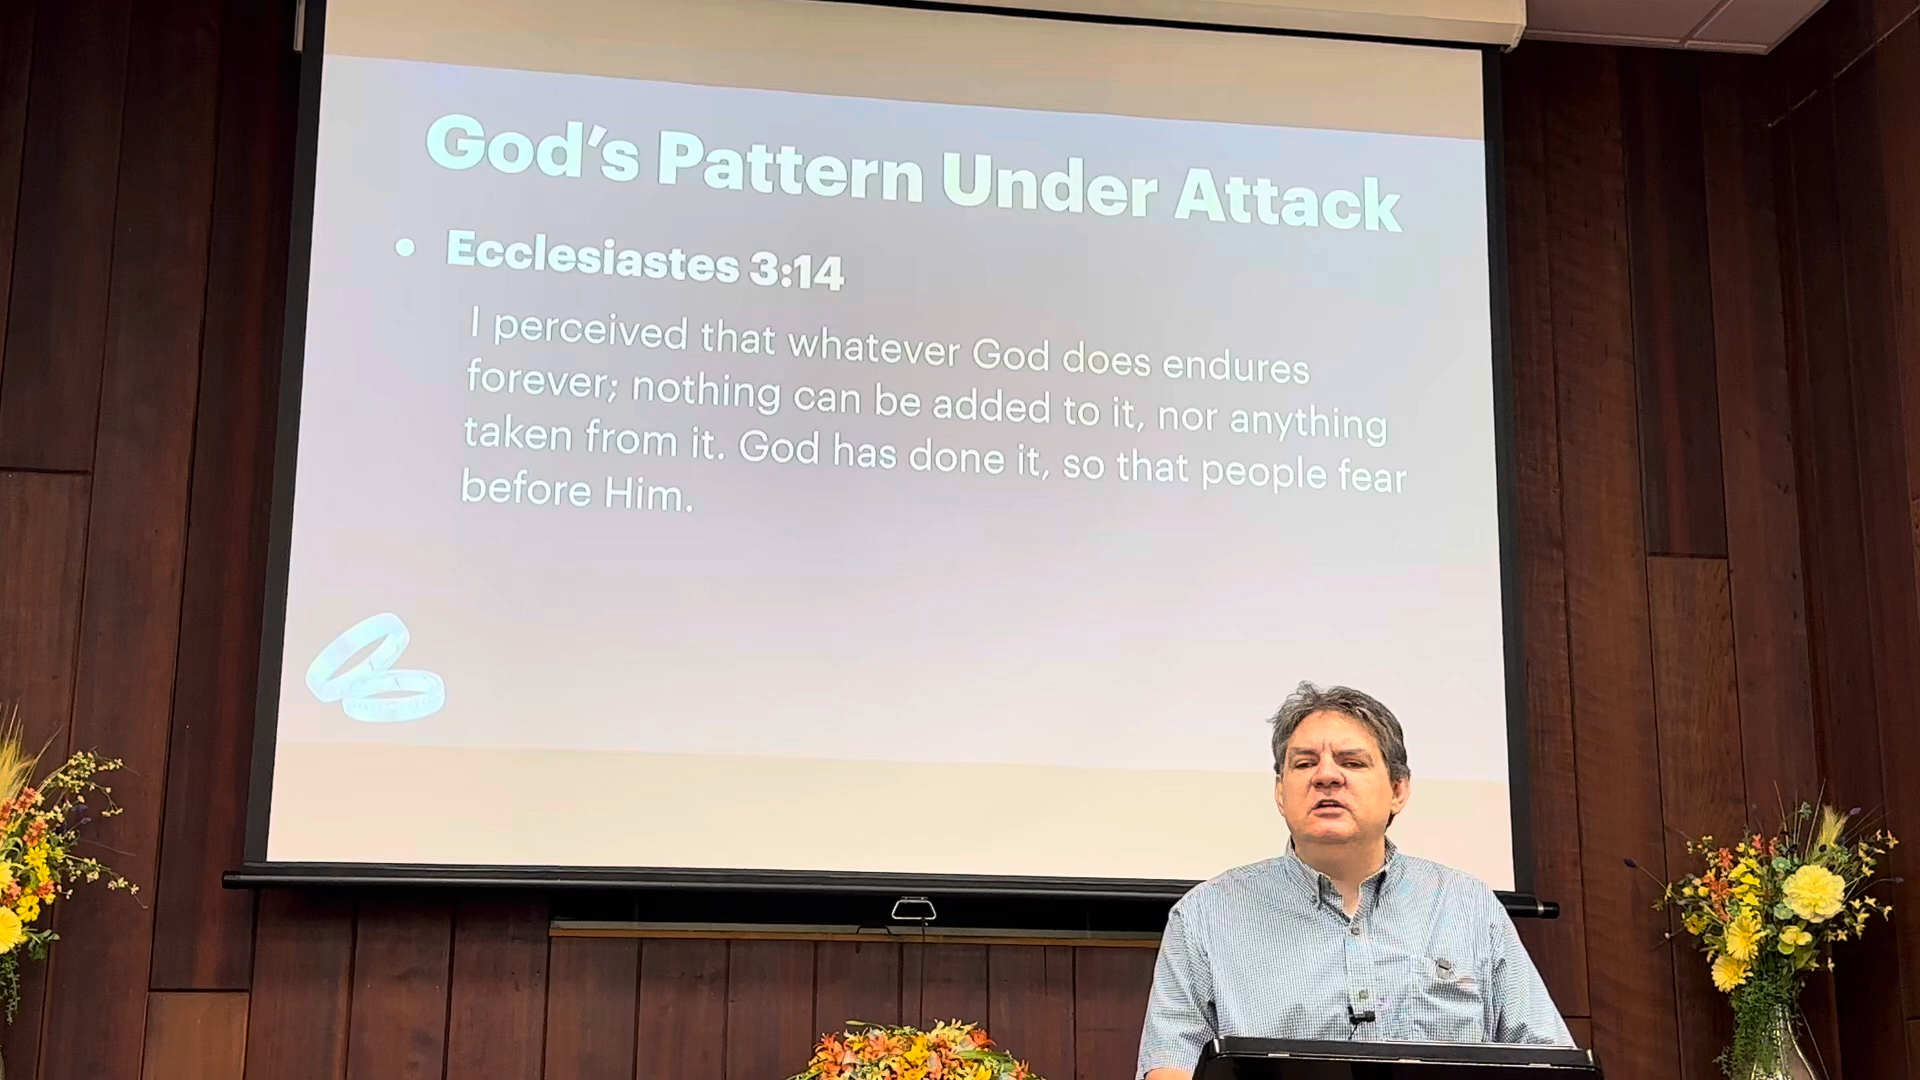 God's Pattern Under Attack
• Ecclesiastes 3:14
I perceived that whatever God does endures
forever; nothing can be added to it, nor anything
taken from it. God has done it, so that people fear
before Him.